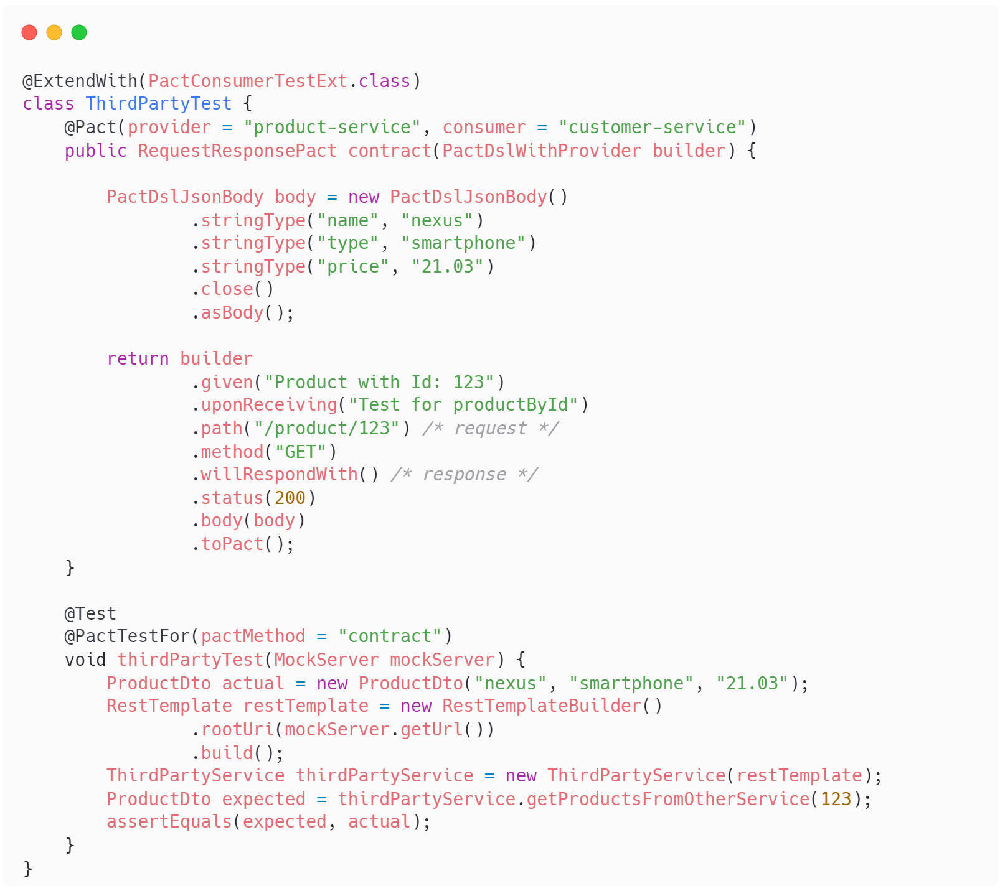 @ExtendWith(PactConsumerTestExt.class)
class ThirdPartyTest {
    @Pact(provider = "product-service", consumer = "customer-service")
    public RequestResponsePact contract(PactDslWithProvider builder) {

        PactDslJsonBody body = new PactDslJsonBody()
                .stringType("name", "nexus")
                .stringType("type", "smartphone")
                .stringType("price", "21.03")
                .close()
                .asBody();

        return builder
                .given("Product with Id: 123")
                .uponReceiving("Test for productById")
                .path("/product/123") /* request */
                .method("GET")
                .willRespondWith() /* response */
                .status(200)
                .body(body)
                .toPact();
    }

    @Test
    @PactTestFor(pactMethod = "contract")
    void thirdPartyTest(MockServer mockServer) {
        ProductDto actual = new ProductDto("nexus", "smartphone", "21.03");
        RestTemplate restTemplate = new RestTemplateBuilder()
                .rootUri(mockServer.getUrl())
                .build();
        ThirdPartyService thirdPartyService = new ThirdPartyService(restTemplate);
        ProductDto expected = thirdPartyService.getProductsFromOtherService(123);
        assertEquals(expected, actual);
    }
}